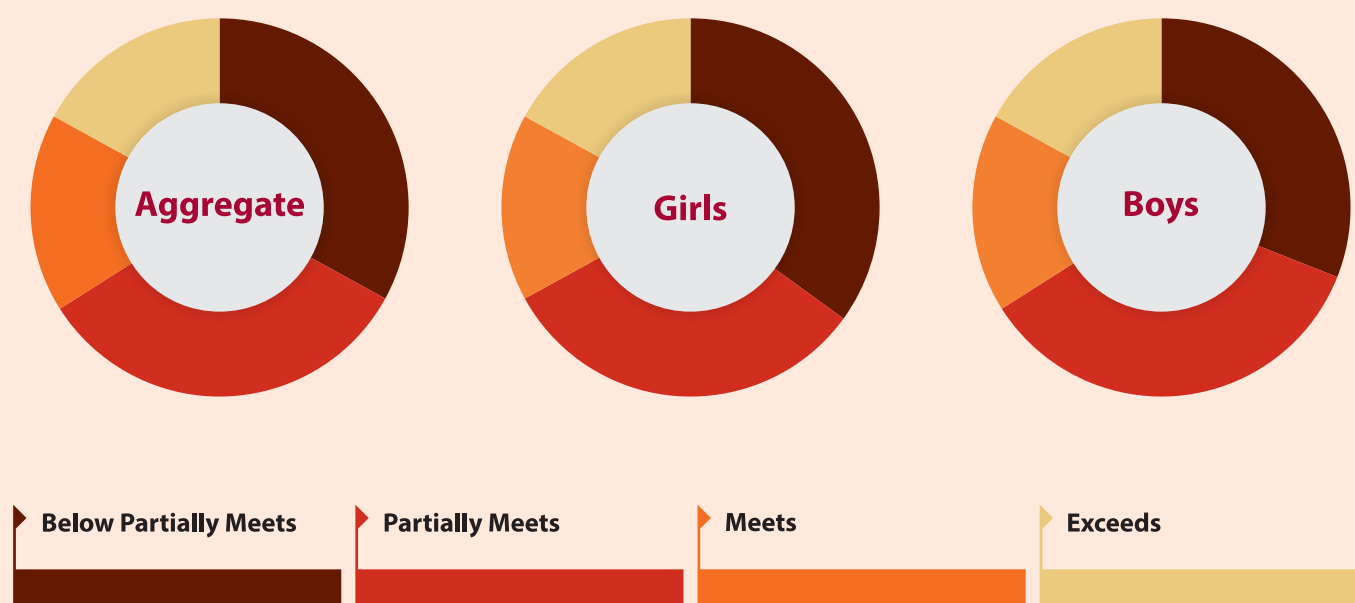 Aggregate
Girls
Boys
Below Partially Meets
Partially Meets
Meets
Exceeds